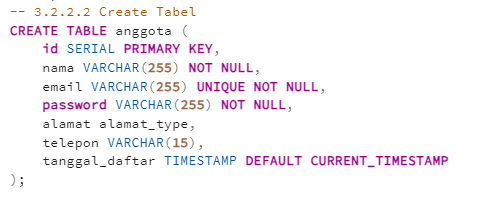 -- 3.2.2.2 Create Tabel
CREATE TABLE anggota (
    id SERIAL PRIMARY KEY,
    nama VARCHAR(255) NOT NULL,
    email VARCHAR(255) UNIQUE NOT NULL,
    password VARCHAR(255) NOT NULL,
    alamat alamat_type,
    telepon VARCHAR(15),
    tanggal_daftar TIMESTAMP DEFAULT CURRENT_TIMESTAMP
);